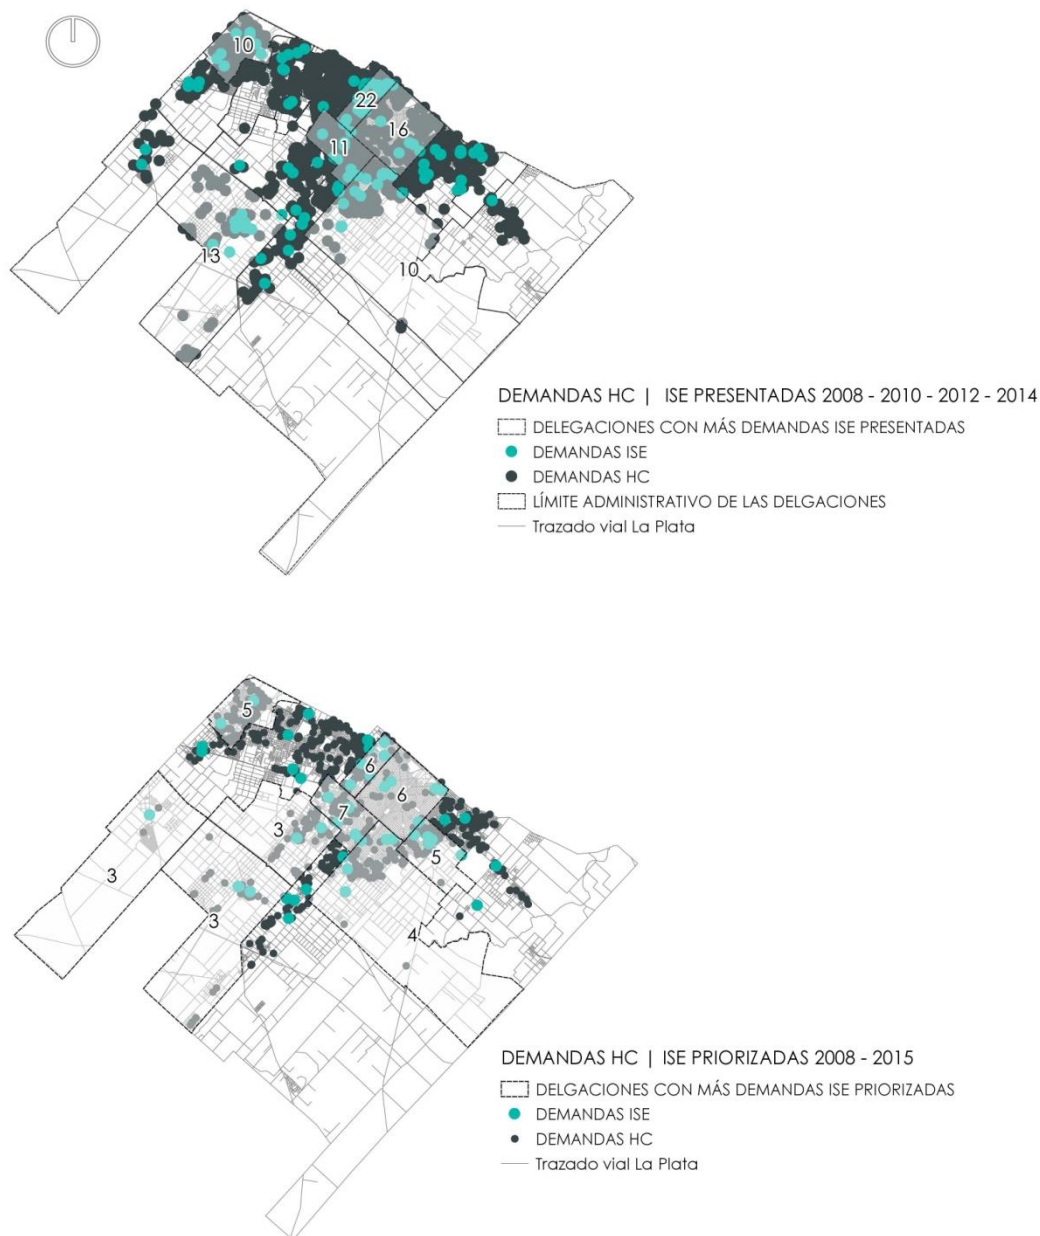 10
22
16
11
13
10
DEMANDAS HC | ISE PRESENTADAS 2008 - 2010 - 2012 - 2014
DELEGACIONES CON MÁS DEMANDAS ISE PRESENTADAS
DEMANDAS ISE
DEMANDAS HC
LÍMITE ADMINISTRATIVO DE LAS DELGACIONES
Trazado vial La Plata
5
6
6
7
3
5
3
3
4
DEMANDAS HC | ISE PRIORIZADAS 2008 - 2015
DELGACIONES CON MÁS DEMANDAS ISE PRIORIZADAS
DEMANDAS ISE
DEMANDAS HC
Trazado vial La Plata